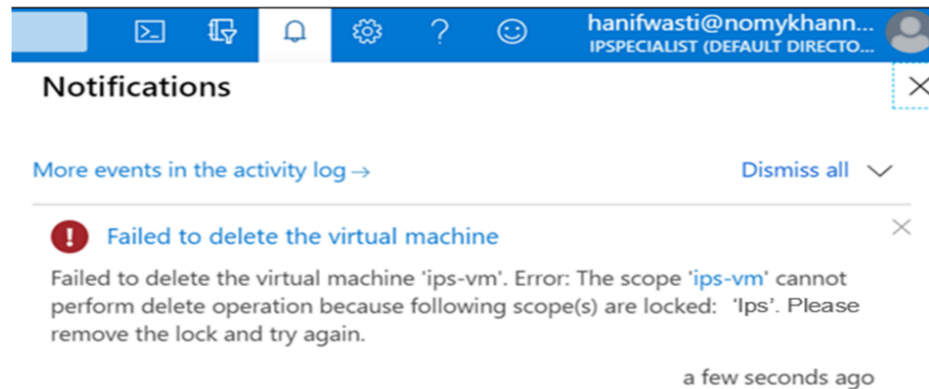 hanifwasti@nomykhann...
IPSPECIALIST (DEFAULT DIRECTO...
Notifications
More events in the activity log →
Dismiss all
Failed to delete the virtual machine
Failed to delete the virtual machine 'ips-vm'. Error: The scope 'ips-vm' cannot
perform delete operation because following scope(s) are locked: 'Ips'. Please
remove the lock and try again.
a few seconds ago